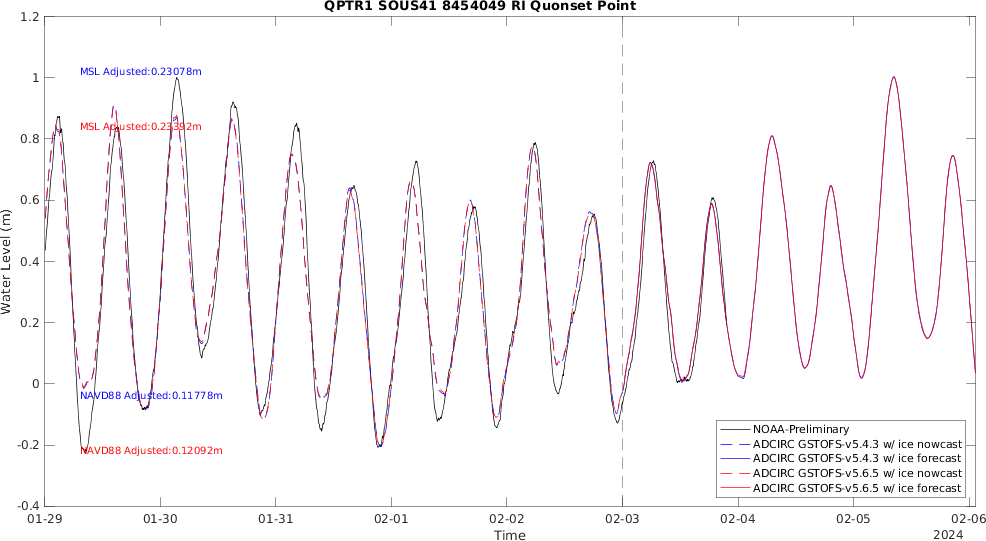 QPTR1 SOUS41 8454049 RI Quonset Point
1.2
1
0.8
0.6
0.4
0.2
0
-0.2
-0.4
Water Level (m)
MSL Adjusted:0.23078m
MSL Adjusted:0.23392m
NAVD88 Adjusted:0.11778m
NAVD88 Adjusted:0.12092m
NOAA-Preliminary
ADCIRC GSTOFS-v5.4.3 w/ ice nowcast
ADCIRC GSTOFS-v5.4.3 w/ ice forecast
ADCIRC GSTOFS-v5.6.5 w/ ice nowcast
ADCIRC GSTOFS-v5.6.5 w/ ice forecast
01-29 01-30 01-31 02-01 02-02 02-03 02-04 02-05 02-06
Time
2024